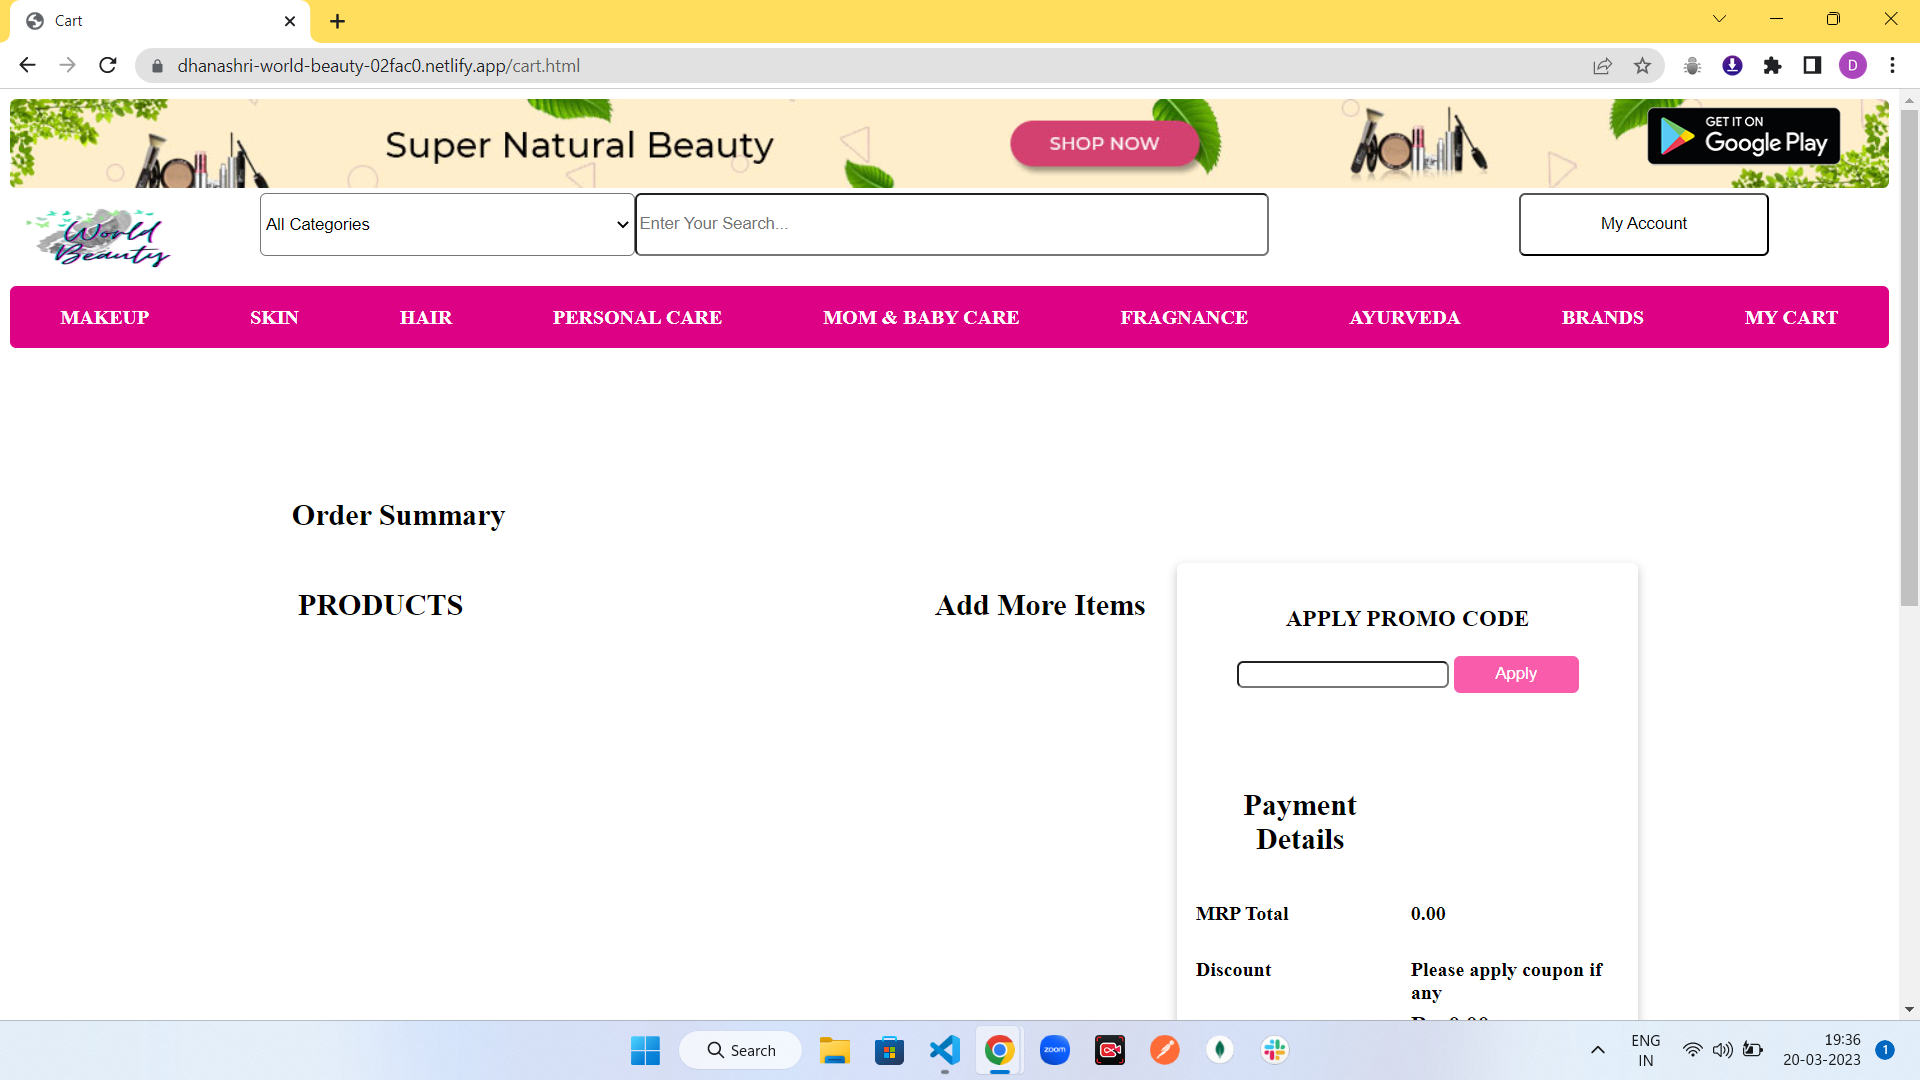 Cart
dhanashri-world-beauty-02fac0.netlify.app/cart.html
D
Super Natural Beauty
SHOP NOW
GET IT ON
Google Play
World
Beauty
All Categories
Enter Your Search...
My Account
MAKEUP SKIN HAIR PERSONAL CARE MOM & BABY CARE FRAGNANCE AYURVEDA BRANDS MY CART
Order Summary
PRODUCTS
Add More Items
APPLY PROMO CODE
Apply
Payment
Details
MRP Total 0.00
Discount Please apply coupon if
any
Search
zoom
ENG
IN
19:36
20-03-2023
1